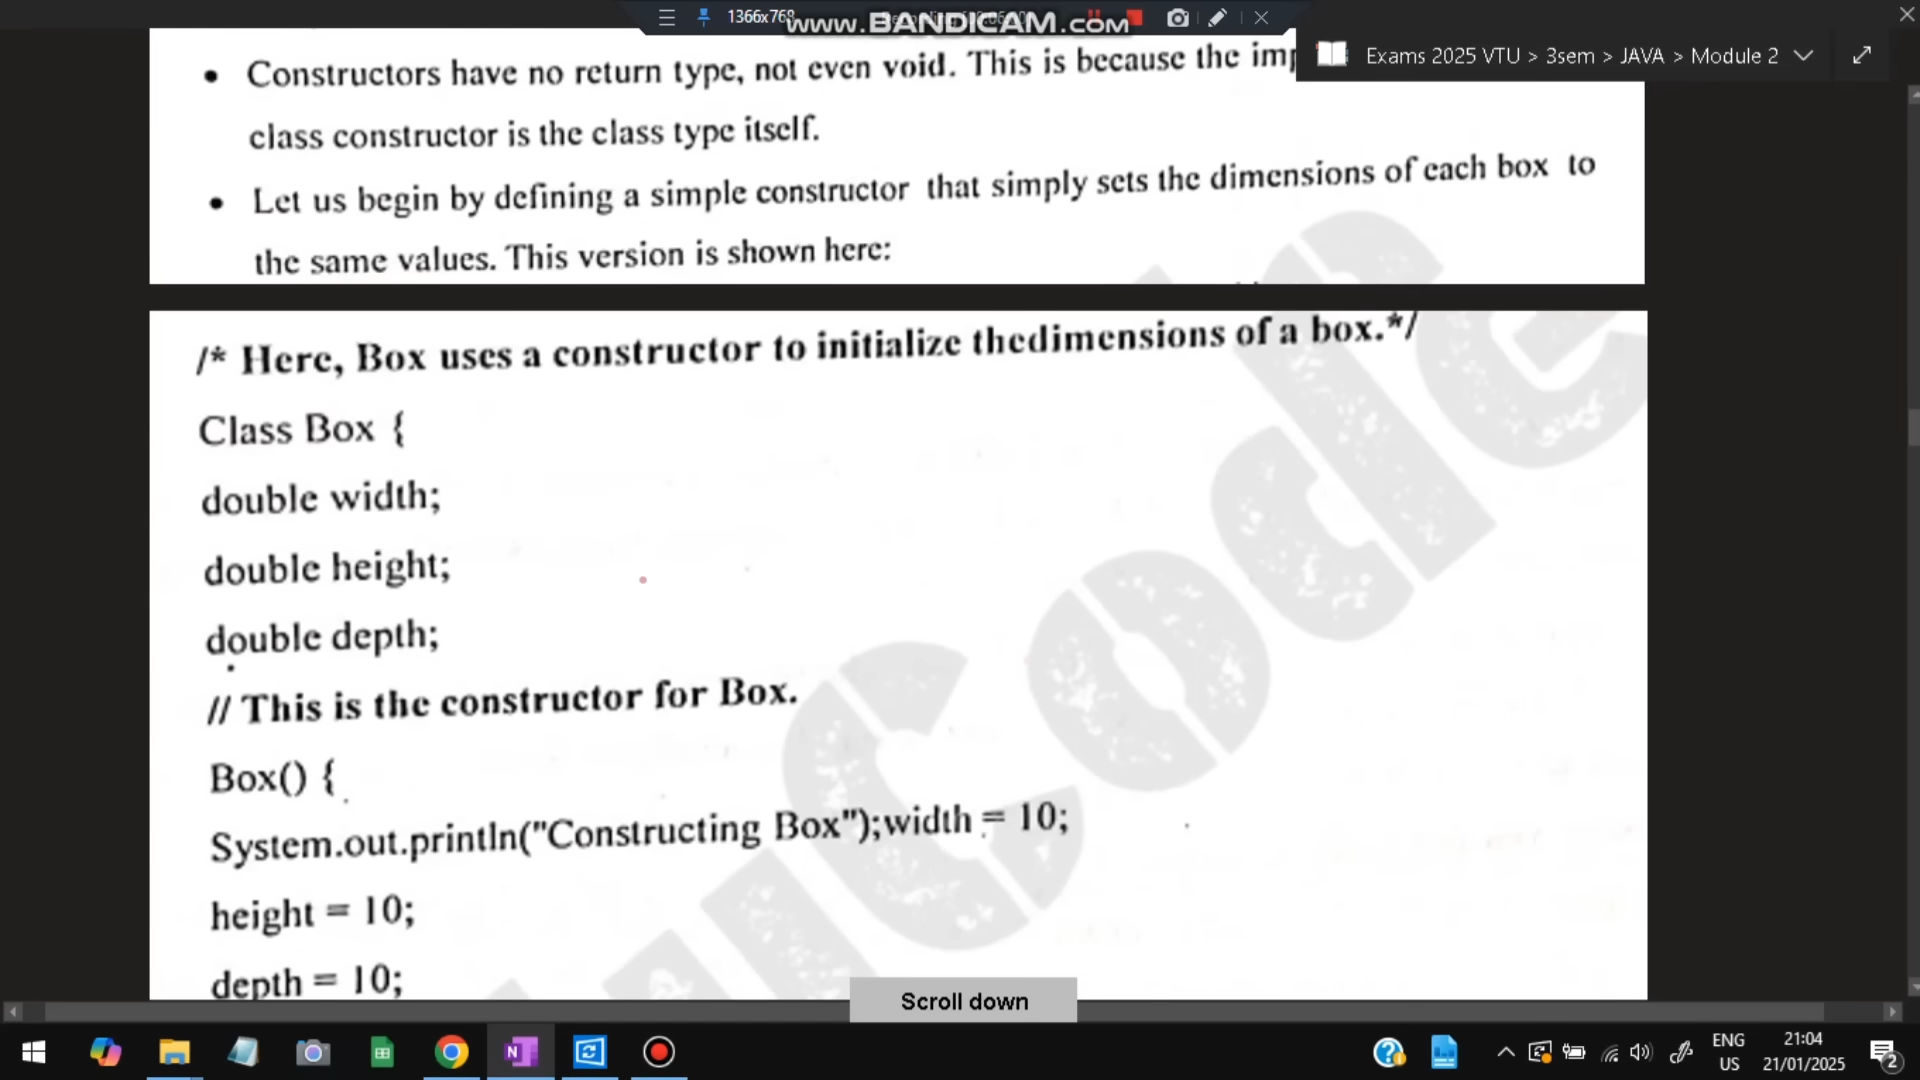 1366x768
www.BANDICAM.com
Exams 2025 VTU > 3sem > JAVA > Module 2
• Constructors have no return type, not even void. This is because the
class constructor is the class type itself.
• Let us begin by defining a simple constructor that simply sets the dimensions of each box to
the same values. This version is shown here:
/* Here, Box uses a constructor to initialize thedimensions of a box.*/
Class Box {
double width;
double height;
double depth;
// This is the constructor for Box.
Box() {
System.out.println("Constructing Box");width = 10;
height = 10;
depth = 10;
Scroll down
ENG
US
21:04
21/01/2025
2